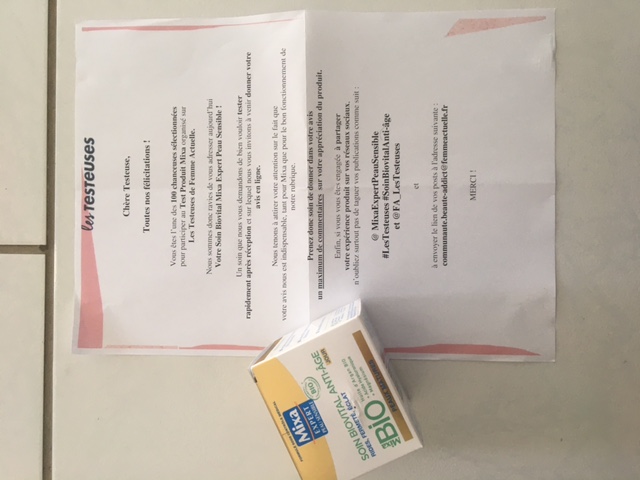 les Testeuses
Chère Testeuse,
Toutes nos félicitations !
Vous êtes l'une des 100 chanceuses sélectionnées
pour participer au Test Produit Mixa organisé sur
Les Testeuses de Femme Actuelle.
Nous sommes donc ravies de vous adresser aujourd'hui
Votre Soin Biovital Mixa Expert Peau Sensible !
Un soin que nous vous demandons de bien vouloir tester
rapidement après réception et sur lequel nous vous invitons à venir donner votre
avis en ligne.
Nous tenons à attirer votre attention sur le fait que
votre avis nous est indispensable, tant pour Mixa que pour le bon fonctionnement de
notre rubrique.
Prenez donc soin de donner dans votre avis
un maximum de commentaires sur votre appréciation du produit.
Enfin, si vous vous êtes engagée à partager
votre expérience produit sur vos réseaux sociaux,
n'oubliez surtout pas de taguer vos publications comme suit :
@ MixaExpertPeauSensible
#LesTesteuses #SoinBiovitalAnti-âge
et @FA_LesTesteuses
et
à envoyer le lien de vos posts à l'adresse suivante :
communaute.beaute-addict@femmeactuelle.fr
MERCI !
Mixa
EXPERT
PEAU SENSIBLE
BIO
SOIN BIOVITAL ANTI-ÂGE
RIDES, FERMETÉ, ÉCLAT
Mixa
BIO